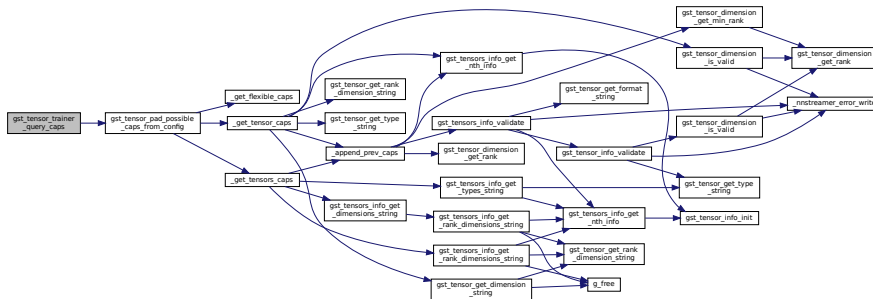 gst_tensor_trainer
_query_caps
gst_tensor_pad_possible
_caps_from_config
_get_flexible_caps
_get_tensor_caps
_get_tensors_caps
gst_tensor_get_rank
_dimension_string
gst_tensor_get_type
_string
_append_prev_caps
gst_tensors_info_get
_dimensions_string
gst_tensors_info_get
_nth_info
gst_tensors_info_validate
gst_tensor_dimension
_get_rank
gst_tensors_info_get
_types_string
gst_tensors_info_get
_rank_dimensions_string
gst_tensors_info_get
_rank_dimensions_string
gst_tensor_get_dimension
_string
gst_tensor_get_format
_string
gst_tensor_info_validate
gst_tensors_info_get
_nth_info
gst_tensor_get_rank
_dimension_string
g_free
gst_tensor_dimension
_get_min_rank
gst_tensor_dimension
_is_valid
gst_tensor_dimension
_is_valid
gst_tensor_get_type
_string
gst_tensor_info_init
gst_tensor_dimension
_get_rank
_nnstreamer_error_write